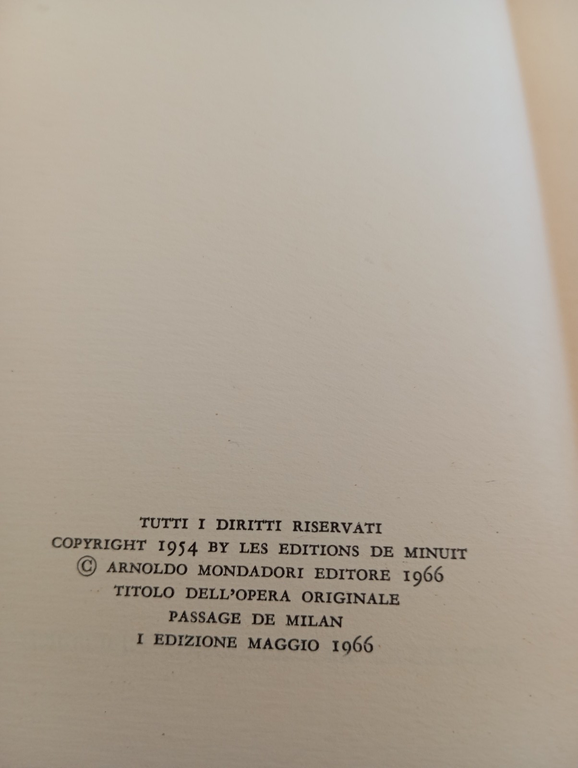 TUTTI I DIRITTI RISERVATI
COPYRIGHT 1954 BY LES EDITIONS DE MINUIT
© ARNOLDO MONDADORI EDITORE 1966
TITOLO DELL'OPERA ORIGINALE
PASSAGE DE MILAN
I EDIZIONE MAGGIO 1966